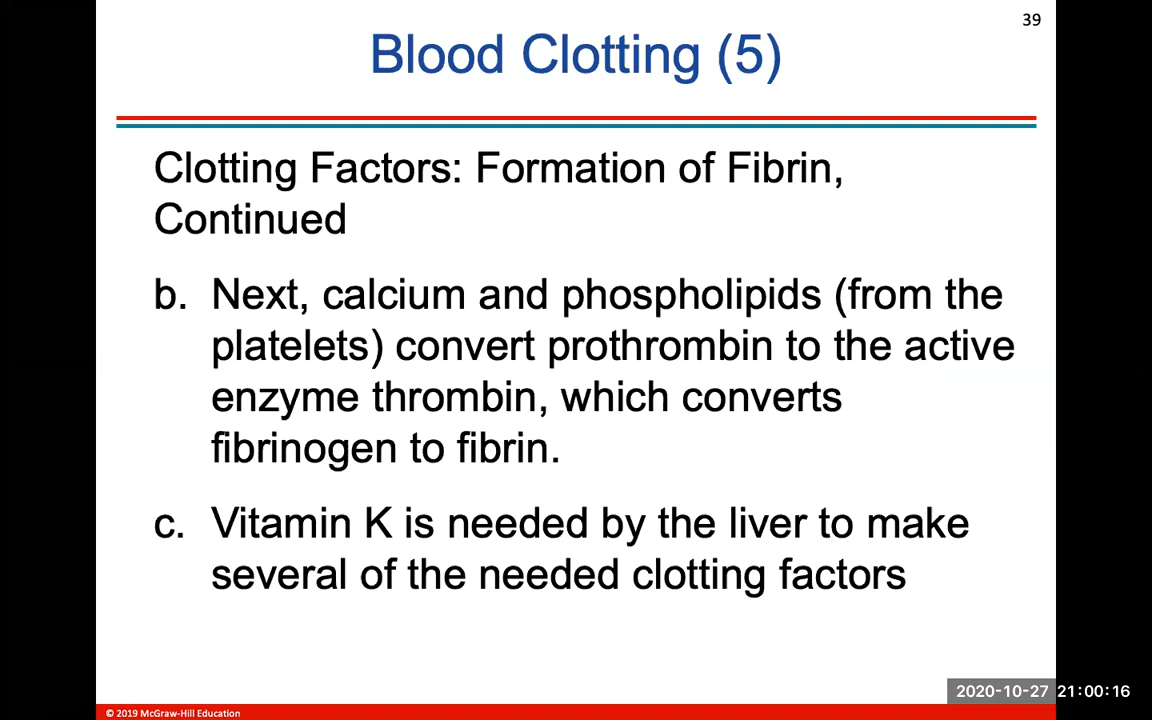 39
Blood Clotting (5)
Clotting Factors: Formation of Fibrin,
Continued
b. Next, calcium and phospholipids (from the
platelets) convert prothrombin to the active
enzyme thrombin, which converts
fibrinogen to fibrin.
c. Vitamin K is needed by the liver to make
several of the needed clotting factors
2020-10-27 21:00:16
© 2019 McGraw-Hill Education